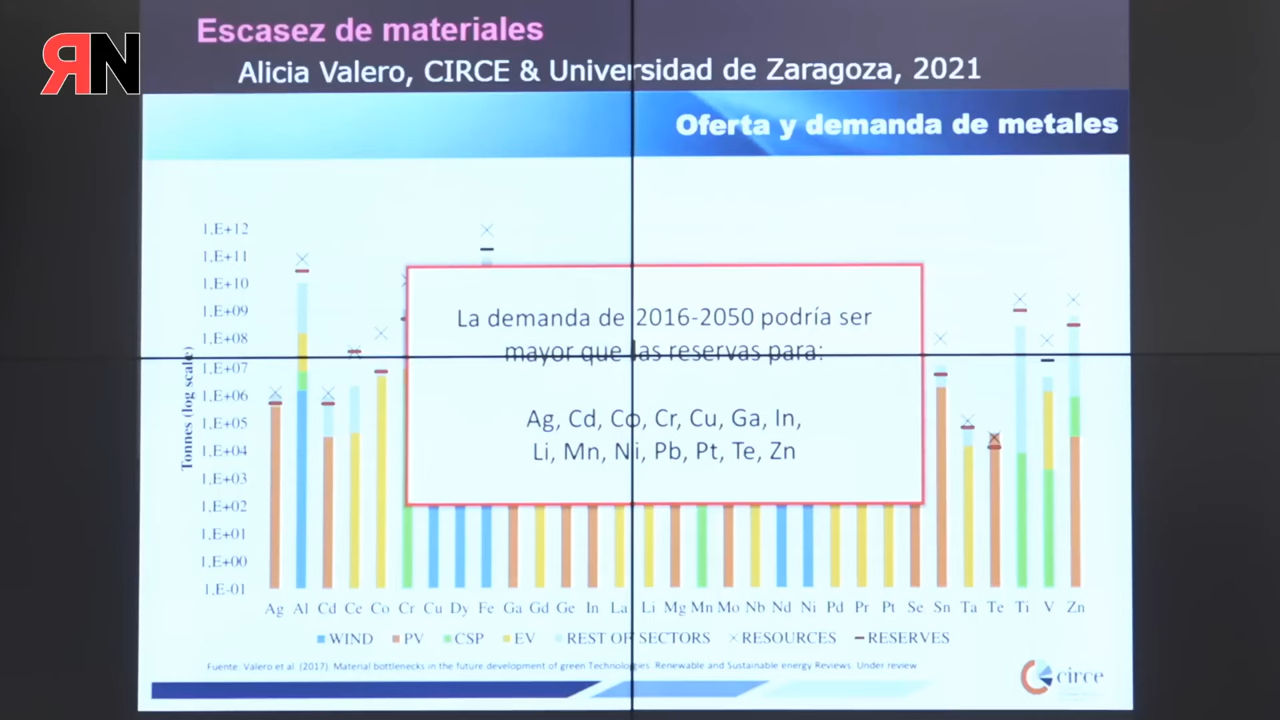 ЯN
Escasez de materiales
Alicia Valero, CIRCE & Universidad de Zaragoza, 2021
Oferta y demanda de metales
Tonnes (log scale)
1,E+12
1,E+11
1,E+10
1,E+09
1,E+08
1,E+07
1,E+06
1,E+05
1,E+04
1,E+03
1,E+02
1,E+01
1,E+00
1,E-01
La demanda de 2016-2050 podría ser
mayor que las reservas para:
Ag, Cd, Co, Cr, Cu, Ga, In,
Li, Mn, Ni, Pb, Pt, Te, Zn
Ag Al Cd Ce Co Cr Cu Dy Fe Ga Gd Ge In La Li Mg Mn Mo Nb Nd Ni Pd Pr Pt Se Sn Ta Te Ti V Zn
WIND PV CSP EV REST OF SECTORS RESOURCES RESERVES
Fuente: Valero et al. (2017). Material bottlenecks in the future development of green Technologies. Renewable and Sustainable energy Reviews. Under review
circe